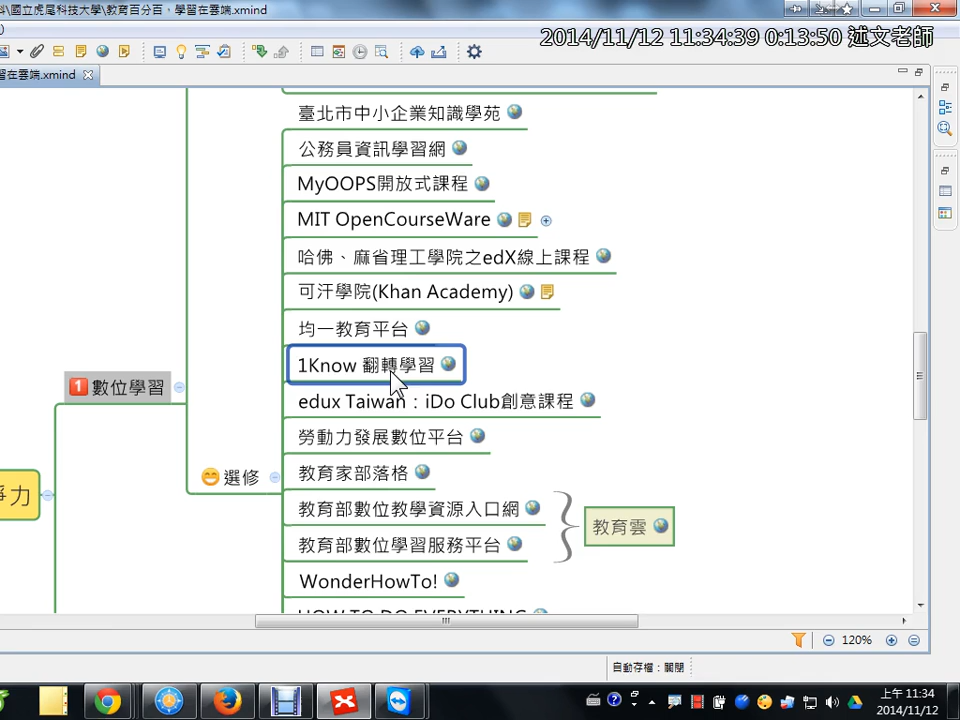 \國立虎尾科技大學\教育百分百，學習在雲端.xmind
2014/11/12 11:34:39 0:13:50 述文老師
習在雲端.xmind
臺北市中小企業知識學苑
公務員資訊學習網
MyOOPS開放式課程
MIT OpenCourseWare
哈佛、麻省理工學院之edX線上課程
可汗學院(Khan Academy)
均一教育平台
1Know 翻轉學習
1 數位學習
edux Taiwan：iDo Club創意課程
勞動力發展數位平台
教育家部落格
選修
爭力
教育部數位教學資源入口網
教育雲
教育部數位學習服務平台
WonderHowTo!
HOW TO DO EVERYTHING
120%
自動存檔：關閉
上午 11:34
2014/11/12